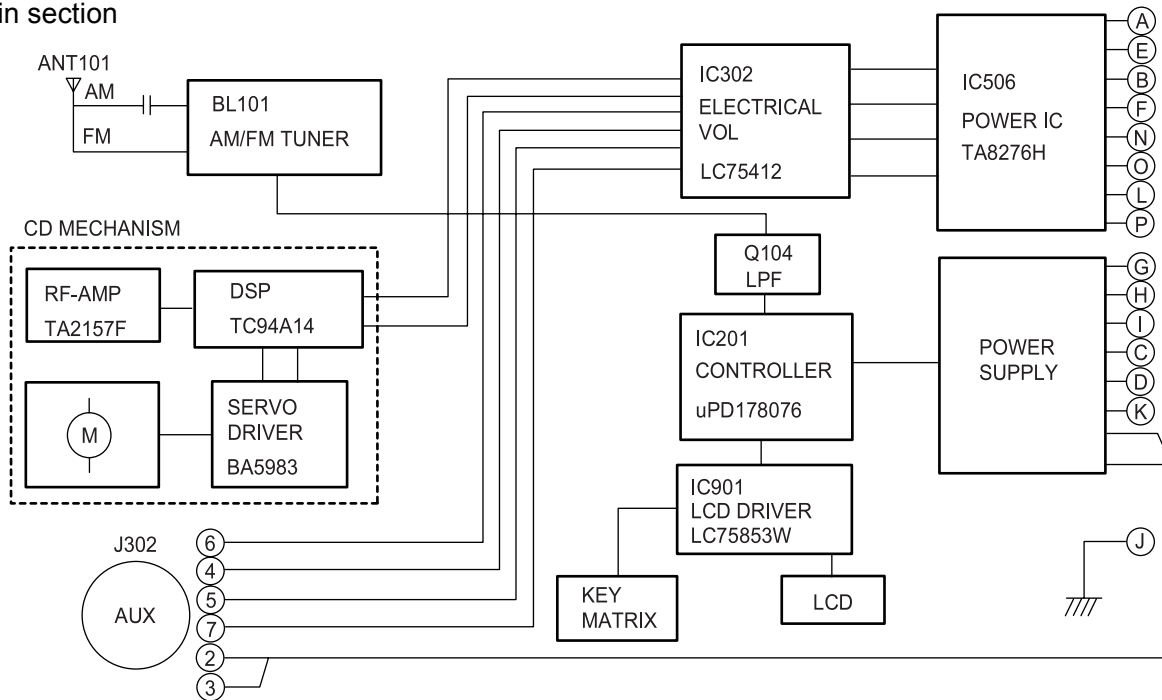 in section
ANT101
AM
FM
BL101
AM/FM TUNER
CD MECHANISM
RF-AMP
TA2157F
DSP
TC94A14
M
SERVO
DRIVER
BA5983
J302
AUX
6
4
5
7
2
3
IC302
ELECTRICAL
VOL
LC75412
Q104
LPF
IC201
CONTROLLER
uPD178076
IC901
LCD DRIVER
LC75853W
KEY
MATRIX
LCD
IC506
POWER IC
TA8276H
POWER
SUPPLY
A
E
B
F
N
O
L
P
G
H
I
C
D
K
J